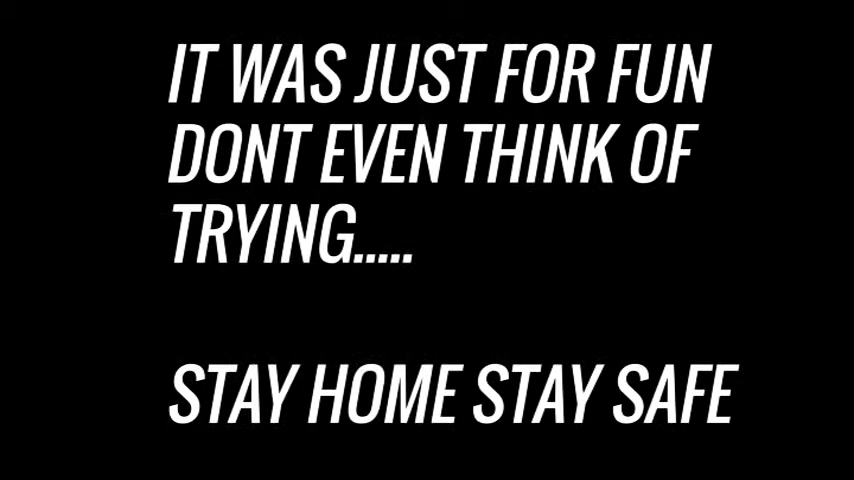 IT WAS JUST FOR FUN
DONT EVEN THINK OF
TRYING.....
STAY HOME STAY SAFE